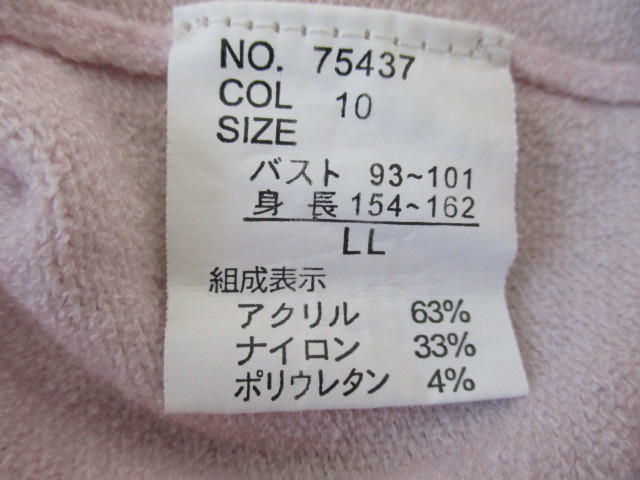 NO. 75437
COL 10
SIZE
バスト 93~101
身長 154~162
LL
組成表示
アクリル 63%
ナイロン 33%
ポリウレタン 4%